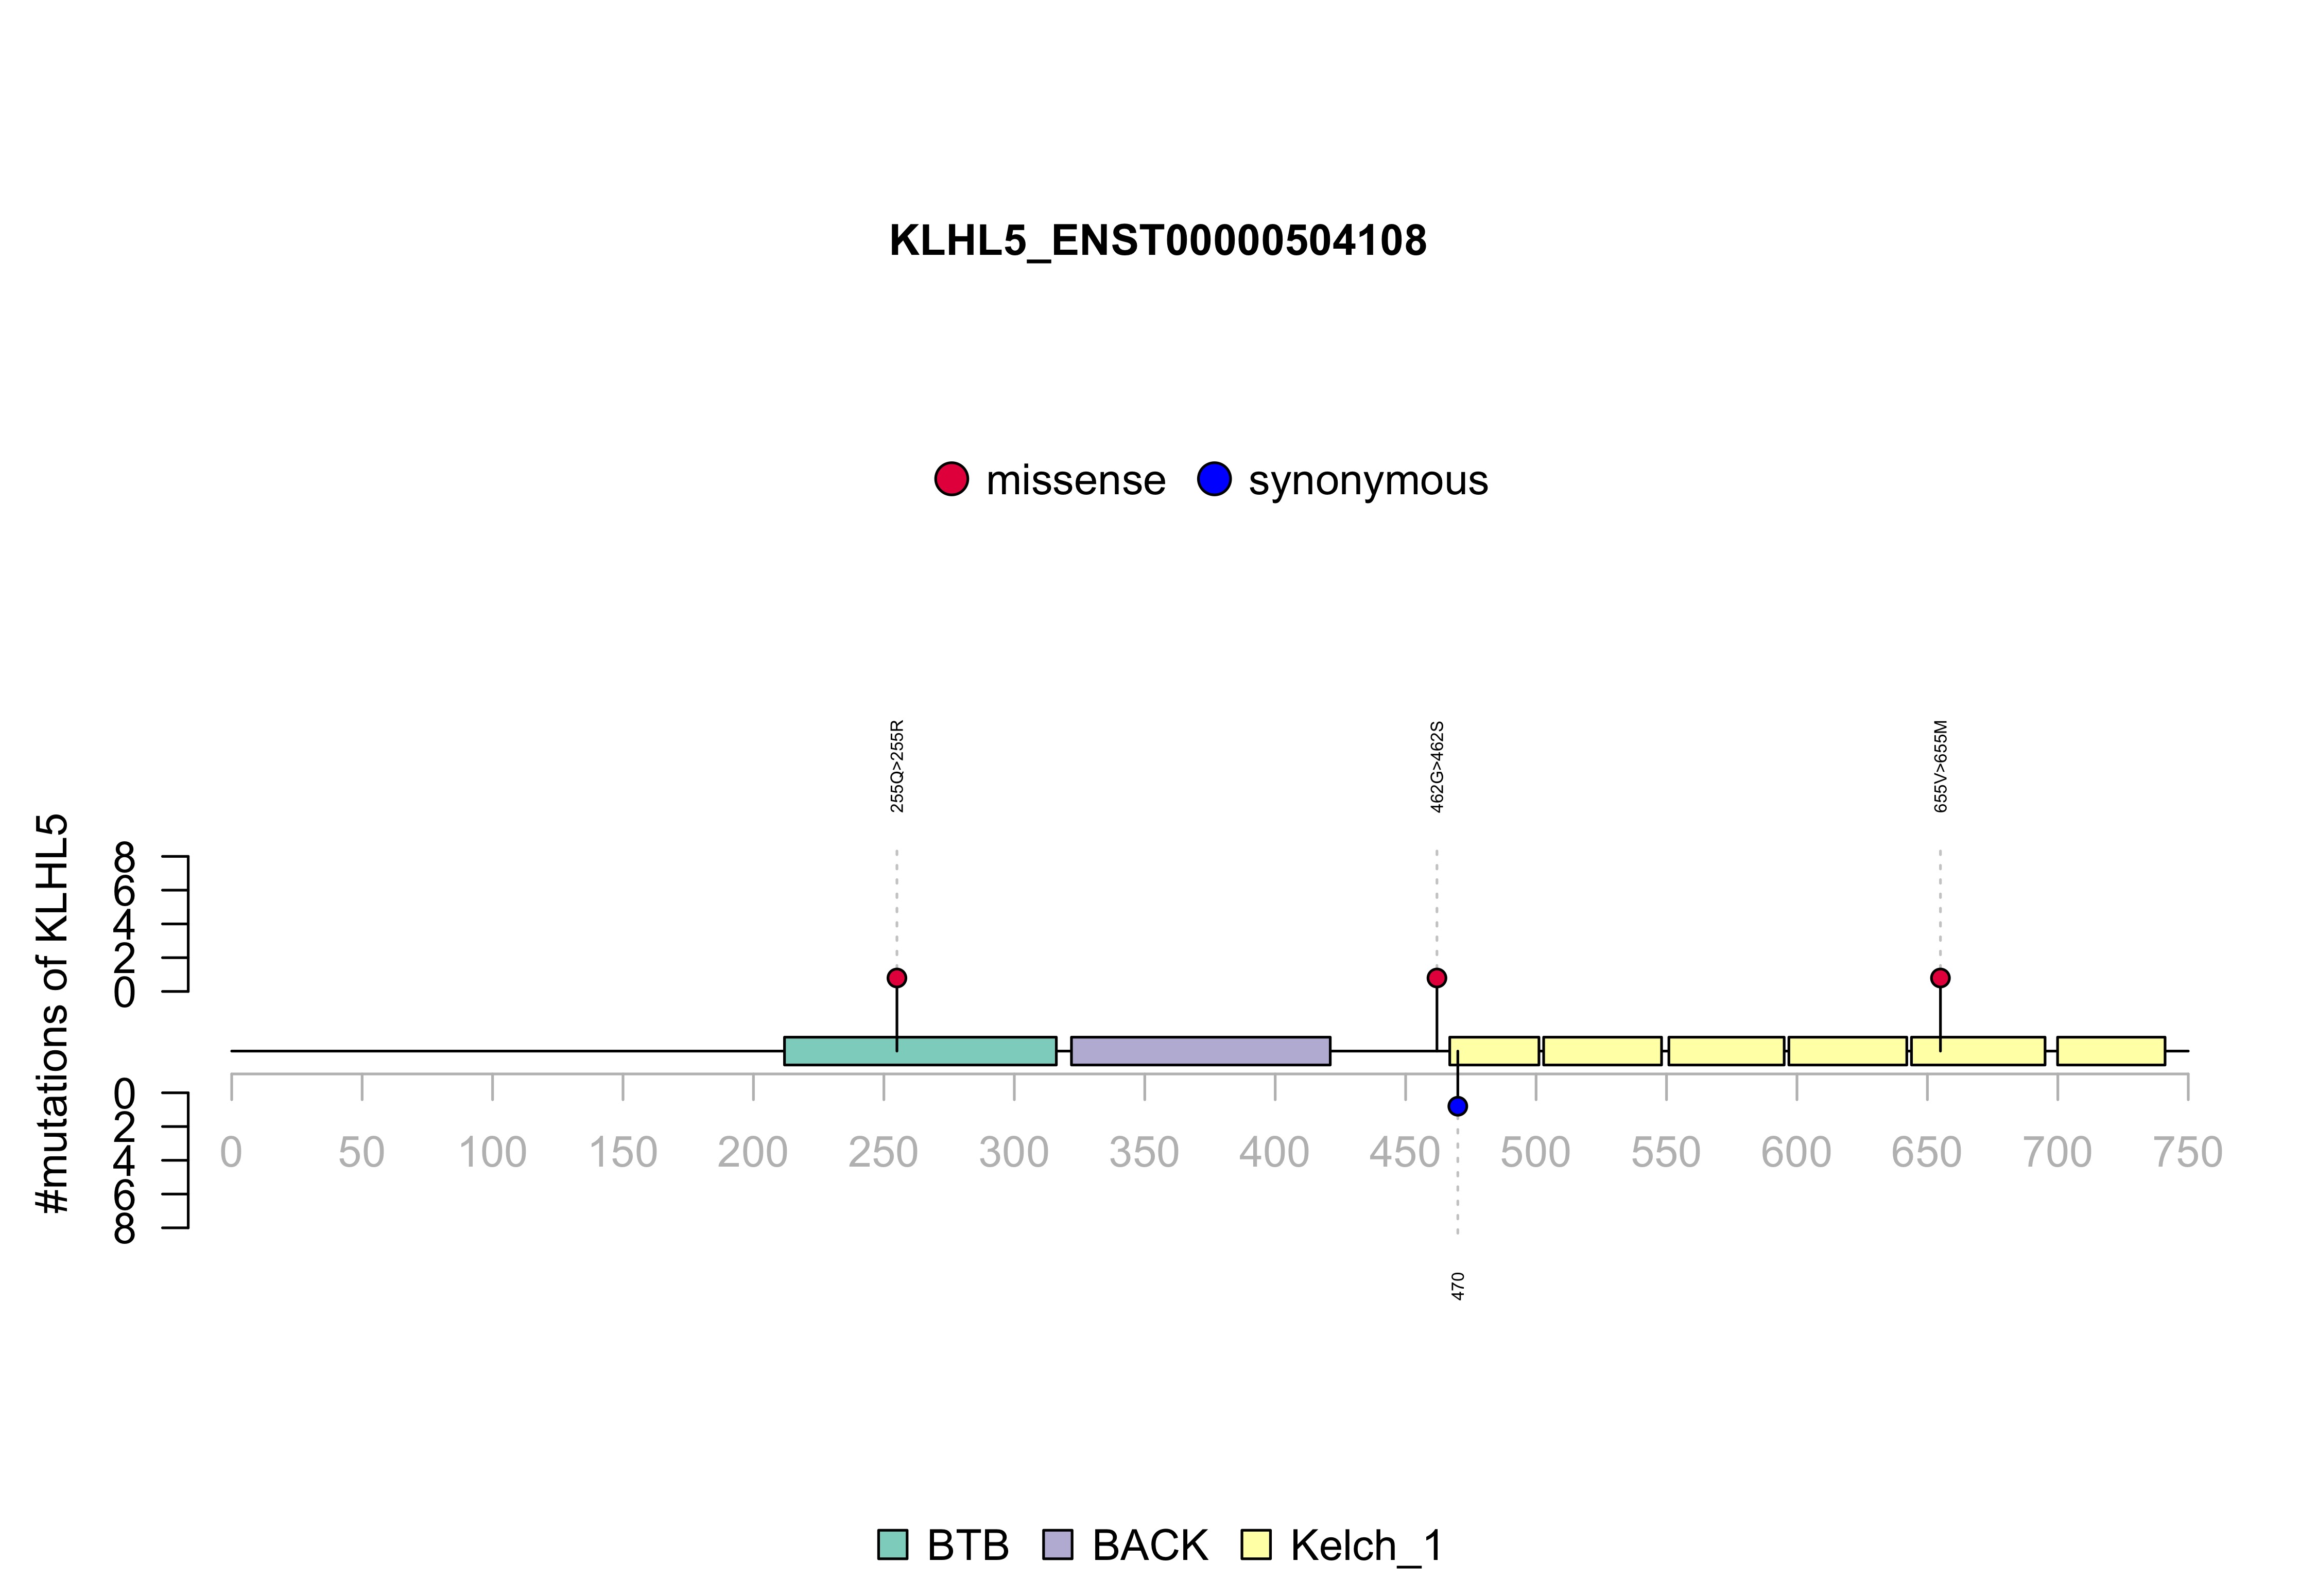 KLHL5_ENST00000504108
missense synonymous
255Q>255R
462G>462S
655V>655M
#mutations of KLHL5
8
6
4
2
0
0
2
4
6
8
0 50 100 150 200 250 300 350 400 450 500 550 600 650 700 750
470
BTB BACK Kelch_1